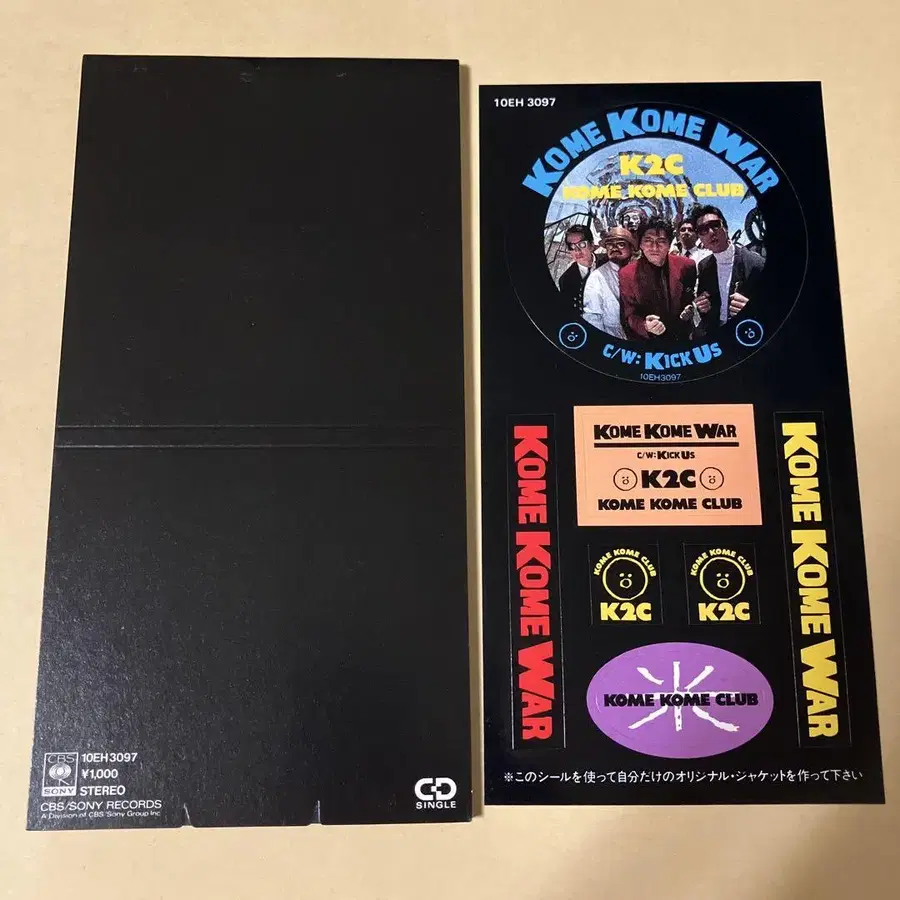 CBS
SONY
10EH3097
¥1,000
STEREO
CBS/SONY RECORDS
A Division of CBS/Sony Group Inc.
CD
SINGLE
10EH 3097
KOME KOME WAR
K2C
KOME KOME CLUB
C/W: KICK US
10EH3097
KOME KOME WAR
KOME KOME WAR
C/W: KICK US
K2C
KOME KOME CLUB
KOME KOME WAR
KOME KOME CLUB
K2C
KOME KOME CLUB
K2C
米
KOME KOME CLUB
※このシールを使って自分だけのオリジナル・ジャケットを作って下さい